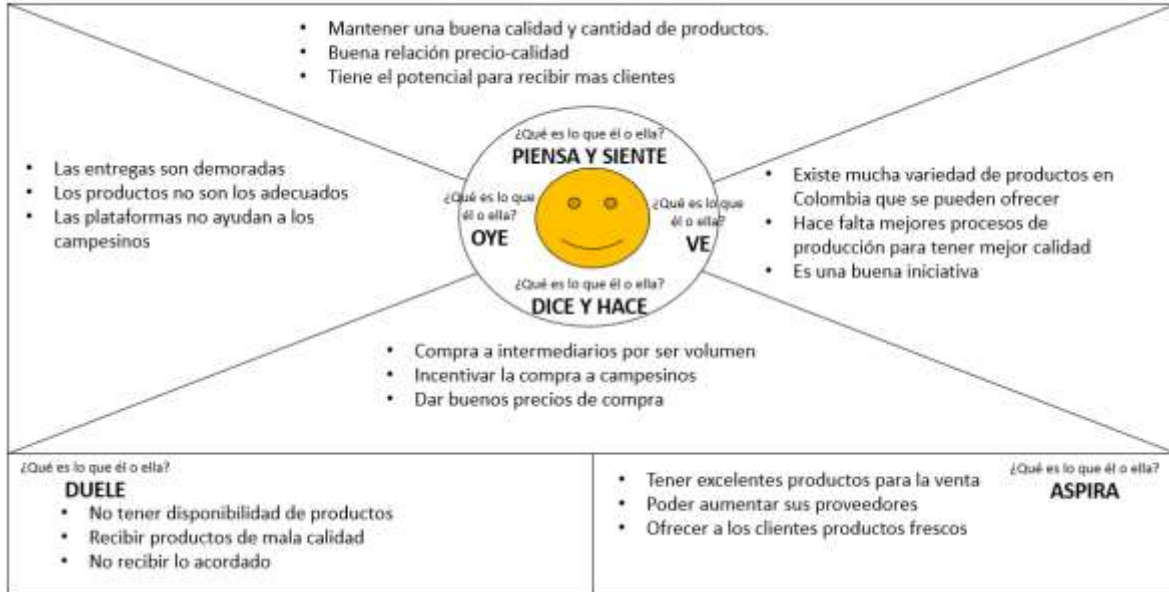 • Mantener una buena calidad y cantidad de productos.
• Buena relación precio-calidad
• Tiene el potencial para recibir mas clientes
¿Qué es lo que él o ella?
PIENSA Y SIENTE
• Las entregas son demoradas
• Los productos no son los adecuados
• Las plataformas no ayudan a los
campesinos
¿Qué es lo que
él o ella?
OYE
¿Qué es lo que
él o ella?
VE
• Existe mucha variedad de productos en
Colombia que se pueden ofrecer
• Hace falta mejores procesos de
producción para tener mejor calidad
• Es una buena iniciativa
¿Qué es lo que él o ella?
DICE Y HACE
• Compra a intermediarios por ser volumen
• Incentivar la compra a campesinos
• Dar buenos precios de compra
¿Qué es lo que él o ella?
DUELE
• No tener disponibilidad de productos
• Recibir productos de mala calidad
• No recibir lo acordado
¿Qué es lo que él o ella?
ASPIRA
• Tener excelentes productos para la venta
• Poder aumentar sus proveedores
• Ofrecer a los clientes productos frescos